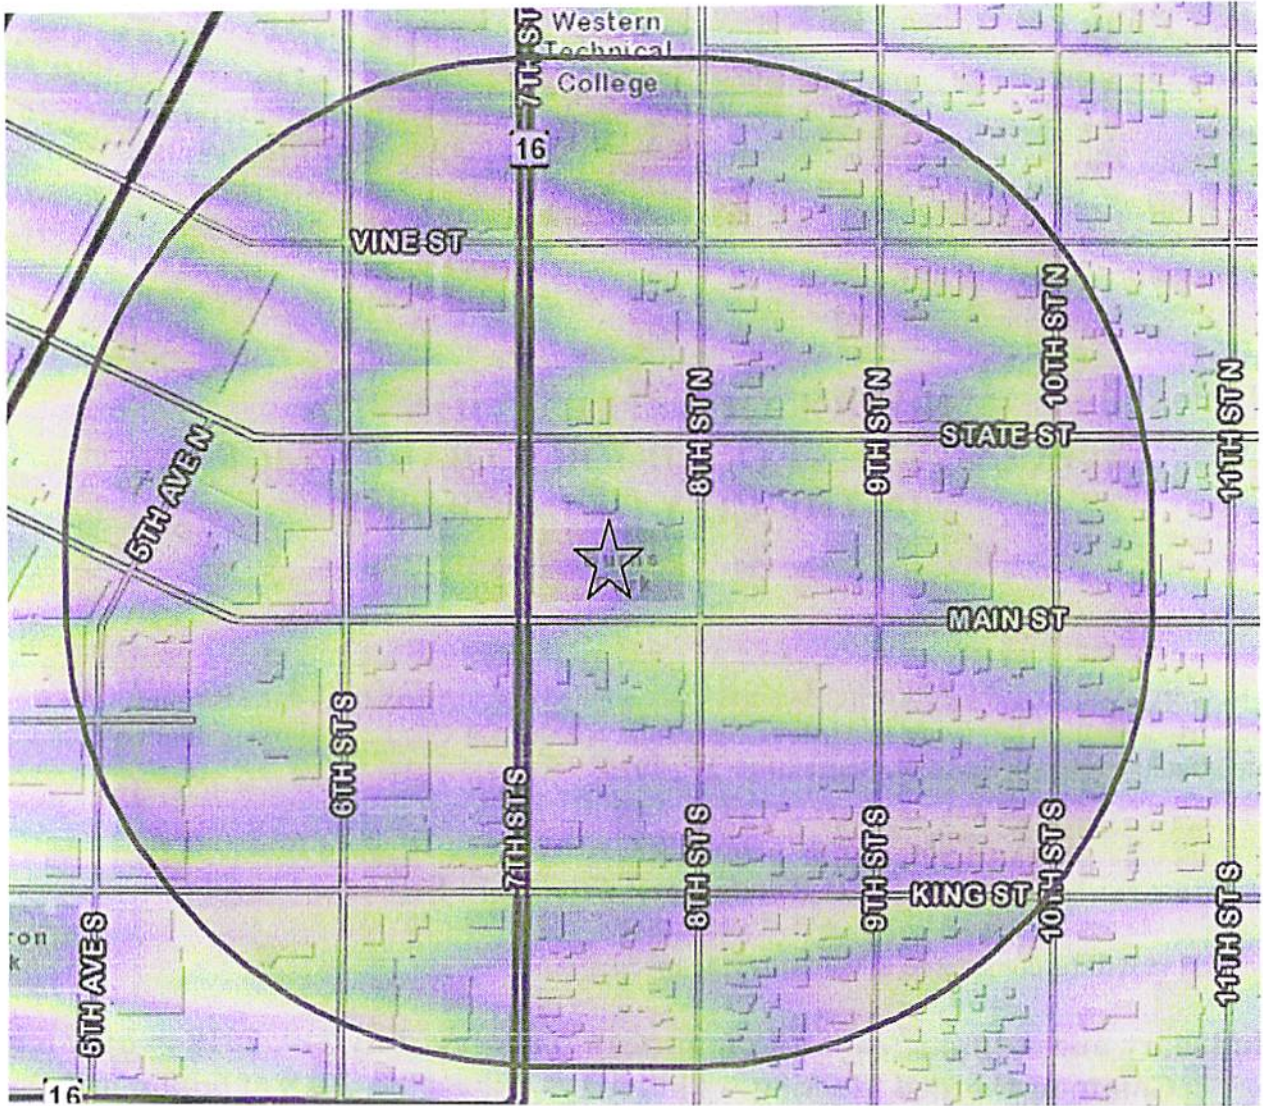 Western
Technical
College
7TH ST
16
VINE ST
10TH ST N
8TH ST N
9TH ST N
11TH ST N
STATE ST
5TH AVE N
MAIN ST
6TH ST S
7TH ST S
8TH ST S
9TH ST S
10TH ST S
KING ST
11TH ST S
5TH AVE S
16